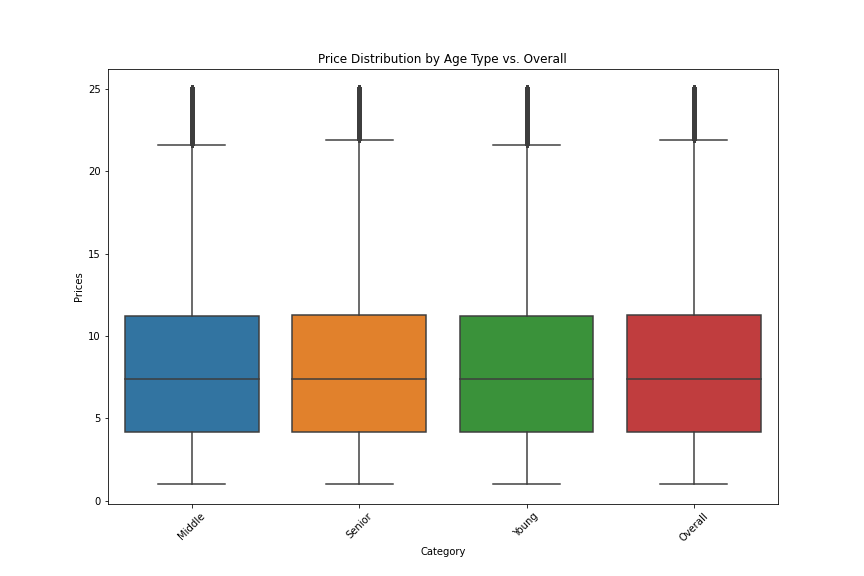 Price Distribution by Age Type vs. Overall
25
20
15
10
5
0
Prices
Middle
Senior
Young
Overall
Category